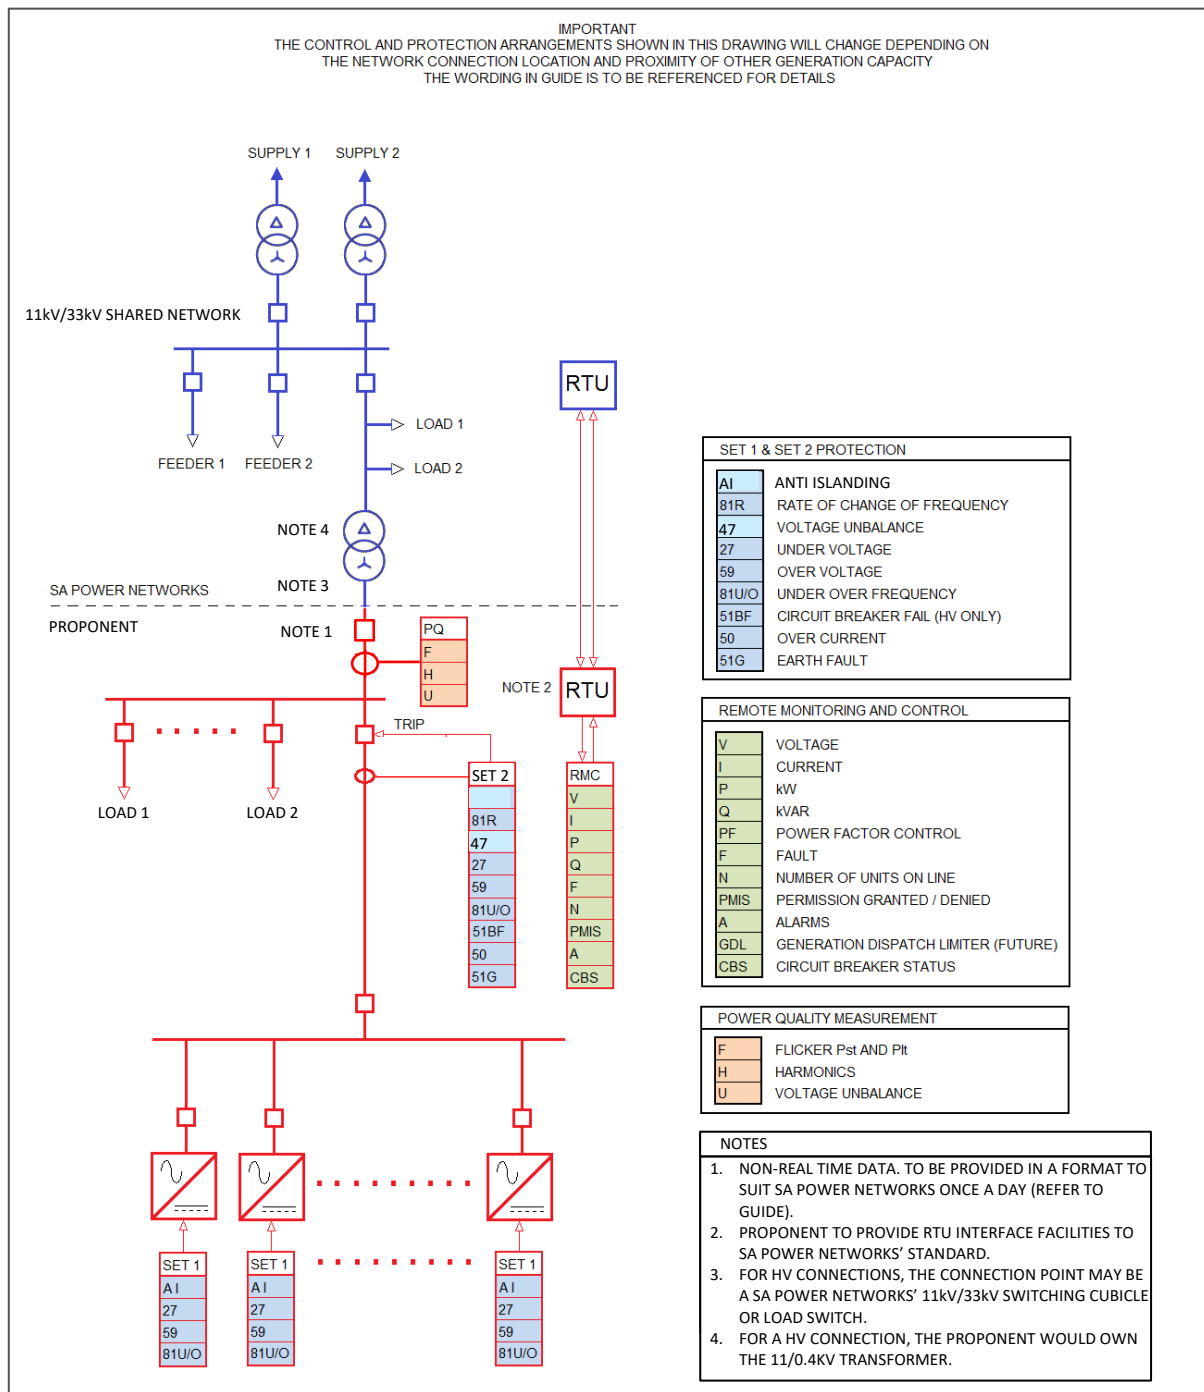 IMPORTANT
THE CONTROL AND PROTECTION ARRANGEMENTS SHOWN IN THIS DRAWING WILL CHANGE DEPENDING ON
THE NETWORK CONNECTION LOCATION AND PROXIMITY OF OTHER GENERATION CAPACITY
THE WORDING IN GUIDE IS TO BE REFERENCED FOR DETAILS
SUPPLY 1
SUPPLY 2
11kV/33kV SHARED NETWORK
FEEDER 1
FEEDER 2
LOAD 1
LOAD 2
NOTE 4
NOTE 3
SA POWER NETWORKS
PROPONENT
NOTE 1
PQ
F
H
U
RTU
NOTE 2
RTU
TRIP
LOAD 1
LOAD 2
SET 2
81R
47
27
59
81U/O
51BF
50
51G
RMC
V
I
P
Q
F
N
PMIS
A
CBS
SET 1
AI
27
59
81U/O
SET 1
AI
27
59
81U/O
SET 1
AI
27
59
81U/O
SET 1 & SET 2 PROTECTION
AI ANTI ISLANDING
81R RATE OF CHANGE OF FREQUENCY
47 VOLTAGE UNBALANCE
27 UNDER VOLTAGE
59 OVER VOLTAGE
81U/O UNDER OVER FREQUENCY
51BF CIRCUIT BREAKER FAIL (HV ONLY)
50 OVER CURRENT
51G EARTH FAULT
REMOTE MONITORING AND CONTROL
V VOLTAGE
I CURRENT
P kW
Q kVAR
PF POWER FACTOR CONTROL
F FAULT
N NUMBER OF UNITS ON LINE
PMIS PERMISSION GRANTED / DENIED
A ALARMS
GDL GENERATION DISPATCH LIMITER (FUTURE)
CBS CIRCUIT BREAKER STATUS
POWER QUALITY MEASUREMENT
F FLICKER Pst AND Plt
H HARMONICS
U VOLTAGE UNBALANCE
NOTES
1. NON-REAL TIME DATA. TO BE PROVIDED IN A FORMAT TO
SUIT SA POWER NETWORKS ONCE A DAY (REFER TO
GUIDE).
2. PROPONENT TO PROVIDE RTU INTERFACE FACILITIES TO
SA POWER NETWORKS' STANDARD.
3. FOR HV CONNECTIONS, THE CONNECTION POINT MAY BE
A SA POWER NETWORKS' 11kV/33kV SWITCHING CUBICLE
OR LOAD SWITCH.
4. FOR A HV CONNECTION, THE PROPONENT WOULD OWN
THE 11/0.4KV TRANSFORMER.